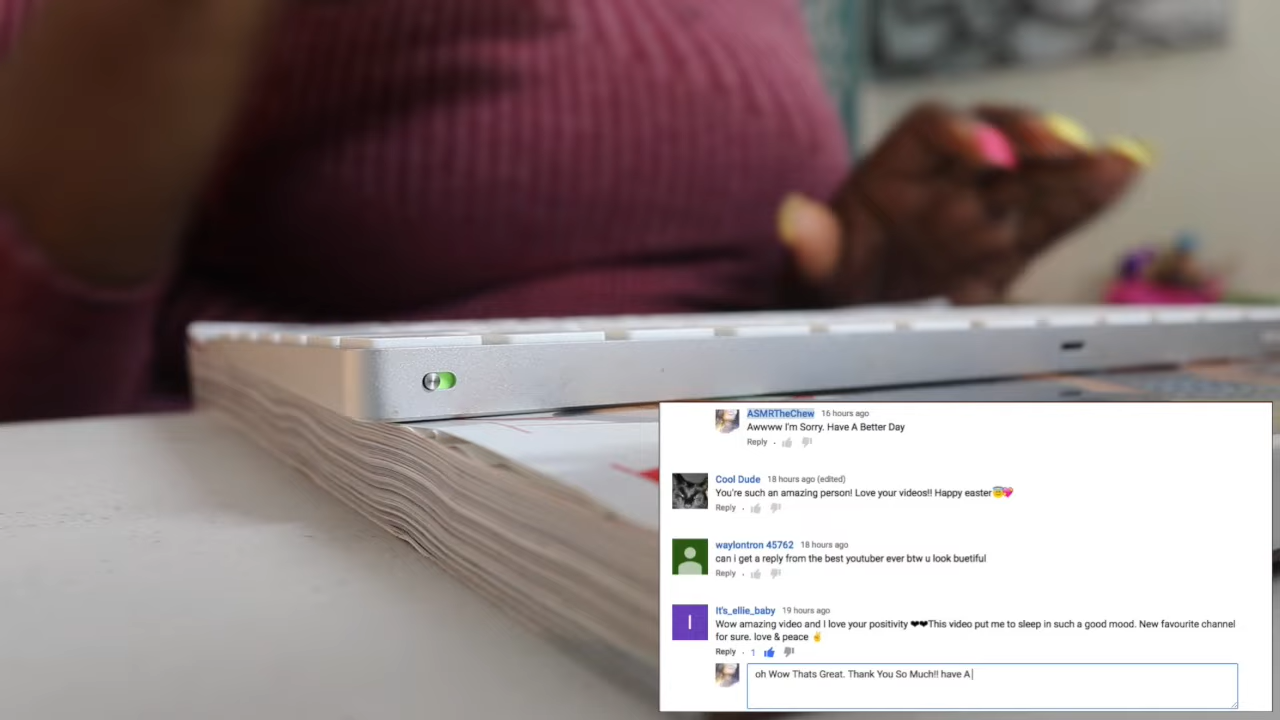 ASMRTheChew 16 hours ago
Awwww I'm Sorry. Have A Better Day
Reply
Cool Dude 18 hours ago (edited)
You're such an amazing person! Love your videos!! Happy easter😇💖
Reply
waylontron 45762 18 hours ago
can i get a reply from the best youtuber ever btw u look buetiful
Reply
I
It's_ellie_baby 19 hours ago
Wow amazing video and I love your positivity ❤❤This video put me to sleep in such a good mood. New favourite channel
for sure. love & peace ✌
Reply · 1
oh Wow Thats Great. Thank You So Much!! have A